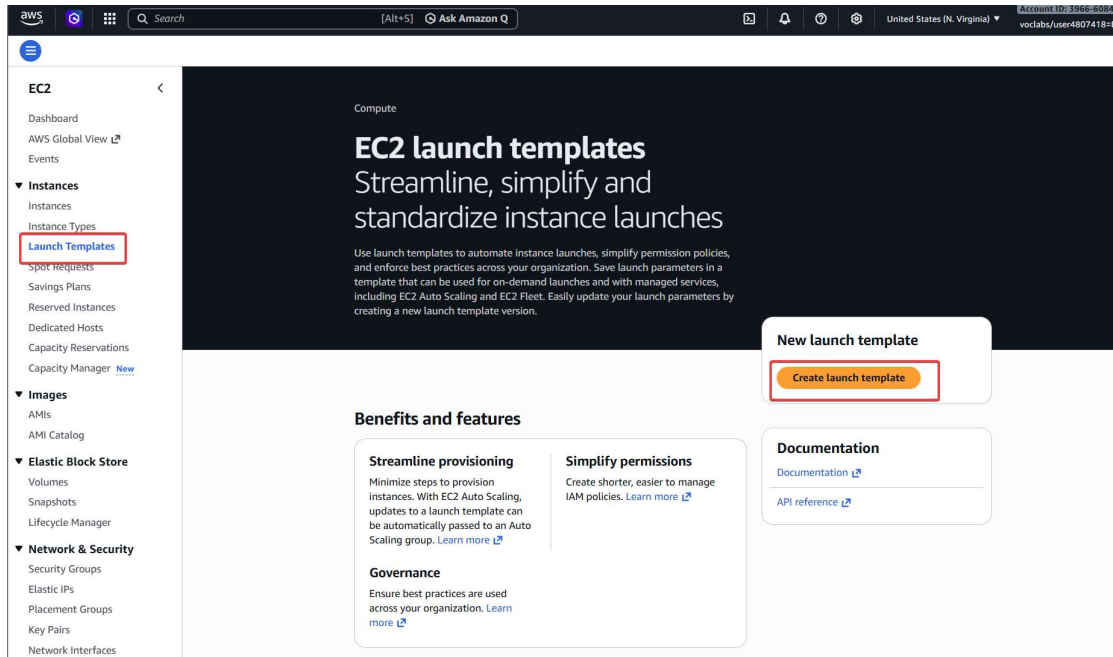 aws
Search
[Alt+S]
Ask Amazon Q
United States (N. Virginia)
Account ID: 3966-6084
voclabs/user4807418=
EC2
Dashboard
AWS Global View
Events
Instances
Instances
Instance Types
Launch Templates
Spot Requests
Savings Plans
Reserved Instances
Dedicated Hosts
Capacity Reservations
Capacity Manager New
Images
AMIs
AMI Catalog
Elastic Block Store
Volumes
Snapshots
Lifecycle Manager
Network & Security
Security Groups
Elastic IPs
Placement Groups
Key Pairs
Network Interfaces
Compute
EC2 launch templates
Streamline, simplify and
standardize instance launches
Use launch templates to automate instance launches, simplify permission policies,
and enforce best practices across your organization. Save launch parameters in a
template that can be used for on-demand launches and with managed services,
including EC2 Auto Scaling and EC2 Fleet. Easily update your launch parameters by
creating a new launch template version.
New launch template
Create launch template
Benefits and features
Streamline provisioning
Minimize steps to provision
instances. With EC2 Auto Scaling,
updates to a launch template can
be automatically passed to an Auto
Scaling group. Learn more
Simplify permissions
Create shorter, easier to manage
IAM policies. Learn more
Governance
Ensure best practices are used
across your organization. Learn
more
Documentation
Documentation
API reference